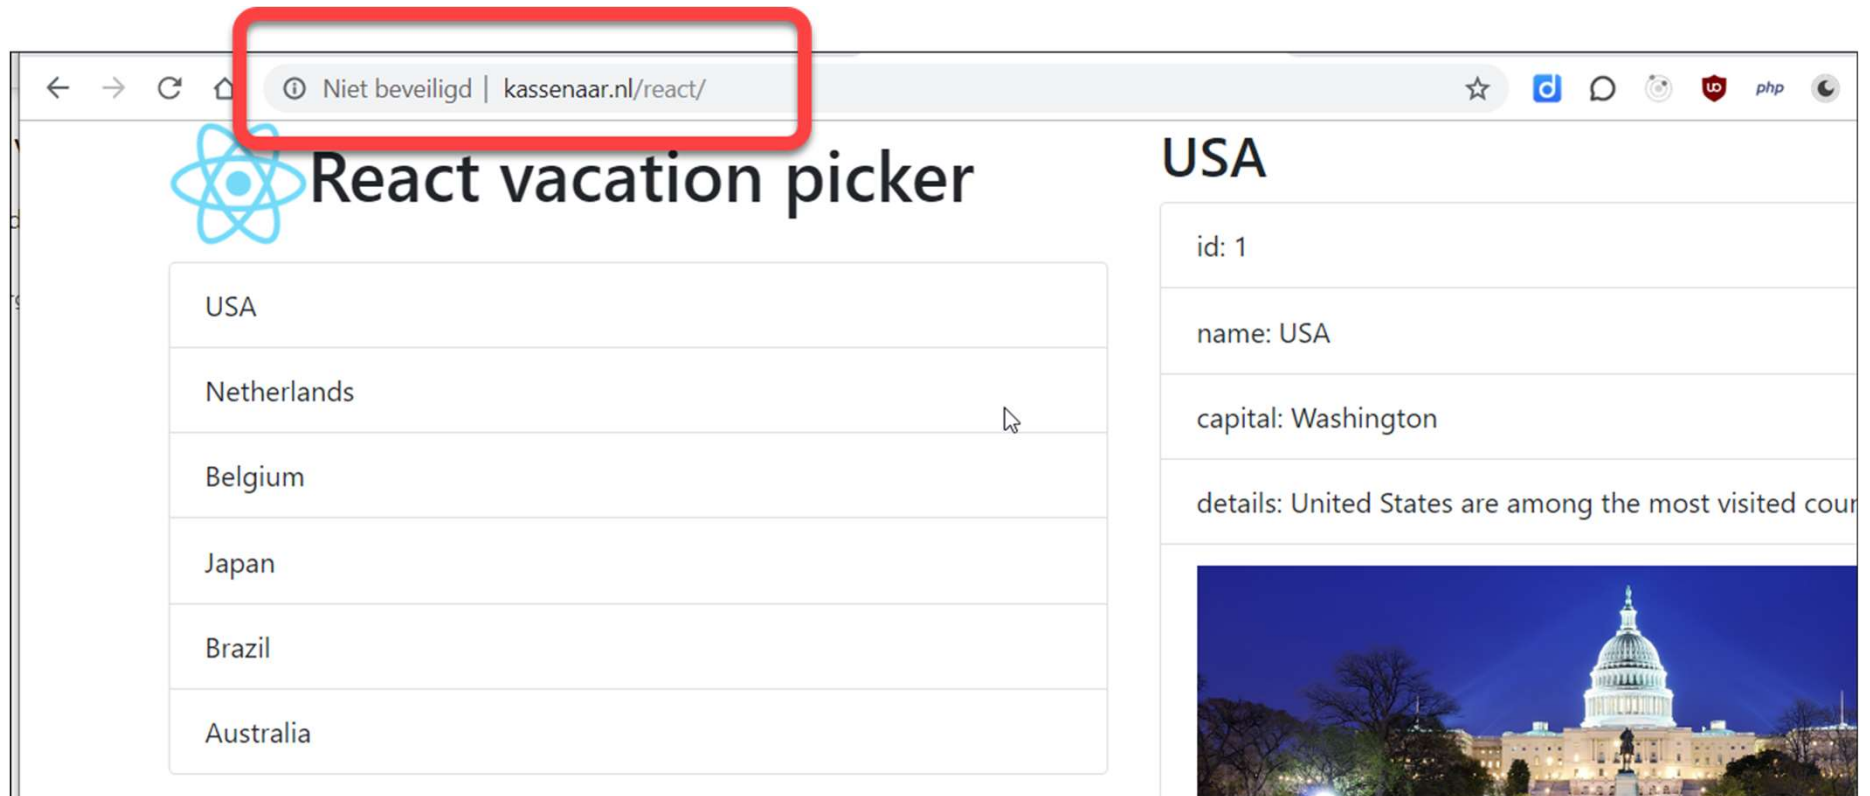 Niet beveiligd | kassenaar.nl/react/
php
React vacation picker
USA
Netherlands
Belgium
Japan
Brazil
Australia
USA
id: 1
name: USA
capital: Washington
details: United States are among the most visited cour